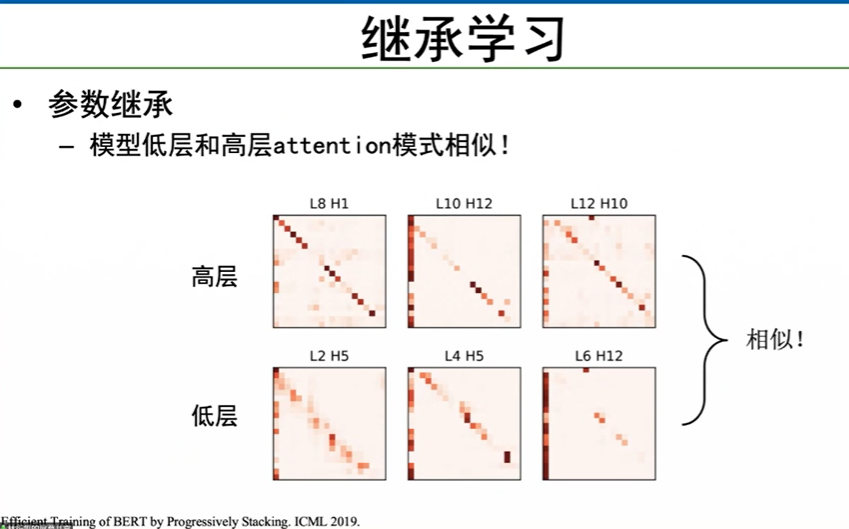 继承学习
• 参数继承
– 模型低层和高层attention模式相似！
L8 H1 L10 H12 L12 H10
高层
相似！
L2 H5 L4 H5 L6 H12
低层
Efficient Training of BERT by Progressively Stacking. ICML 2019.